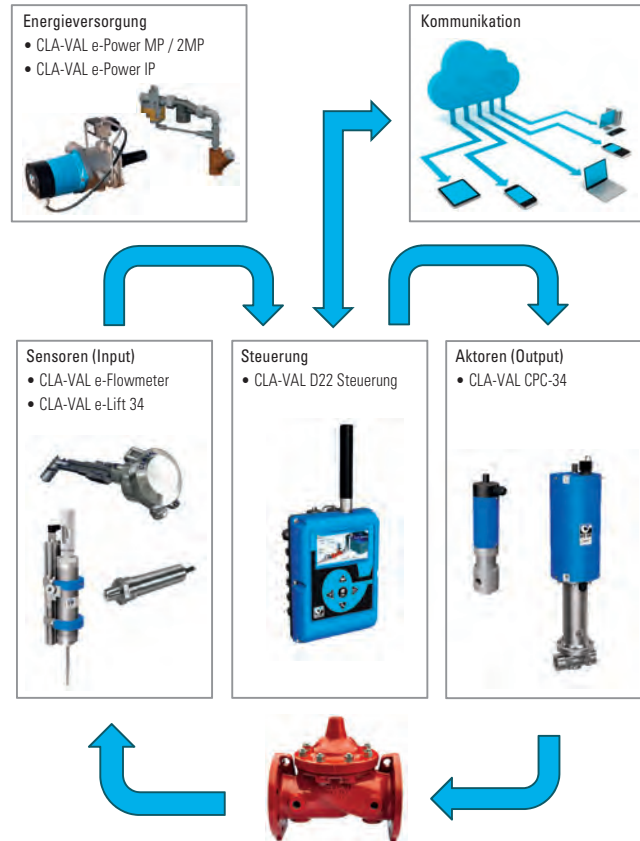 Energieversorgung
• CLA-VAL e-Power MP / 2MP
• CLA-VAL e-Power IP
Kommunikation
Sensoren (Input)
• CLA-VAL e-Flowmeter
• CLA-VAL e-Lift 34
Steuerung
• CLA-VAL D22 Steuerung
Aktoren (Output)
• CLA-VAL CPC-34